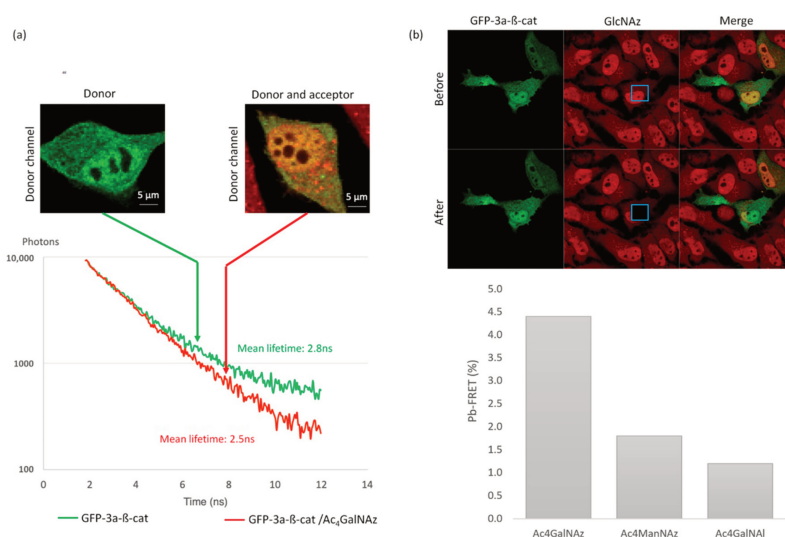 (a)
Donor
Donor and acceptor
Donor channel
5 µm
Donor channel
5 µm
Photons
10,000
1000
100
Mean lifetime: 2.8ns
Mean lifetime: 2.5ns
0 2 4 6 8 10 12 14
Time (ns)
GFP-3a-ß-cat
GFP-3a-ß-cat /Ac₄GalNAz
(b)
GFP-3a-ß-cat GlcNAz Merge
Before
After
Pb-FRET (%)
5.0
4.5
4.0
3.5
3.0
2.5
2.0
1.5
1.0
0.5
0.0
Ac4GalNAz Ac4ManNAz Ac4GalNAl